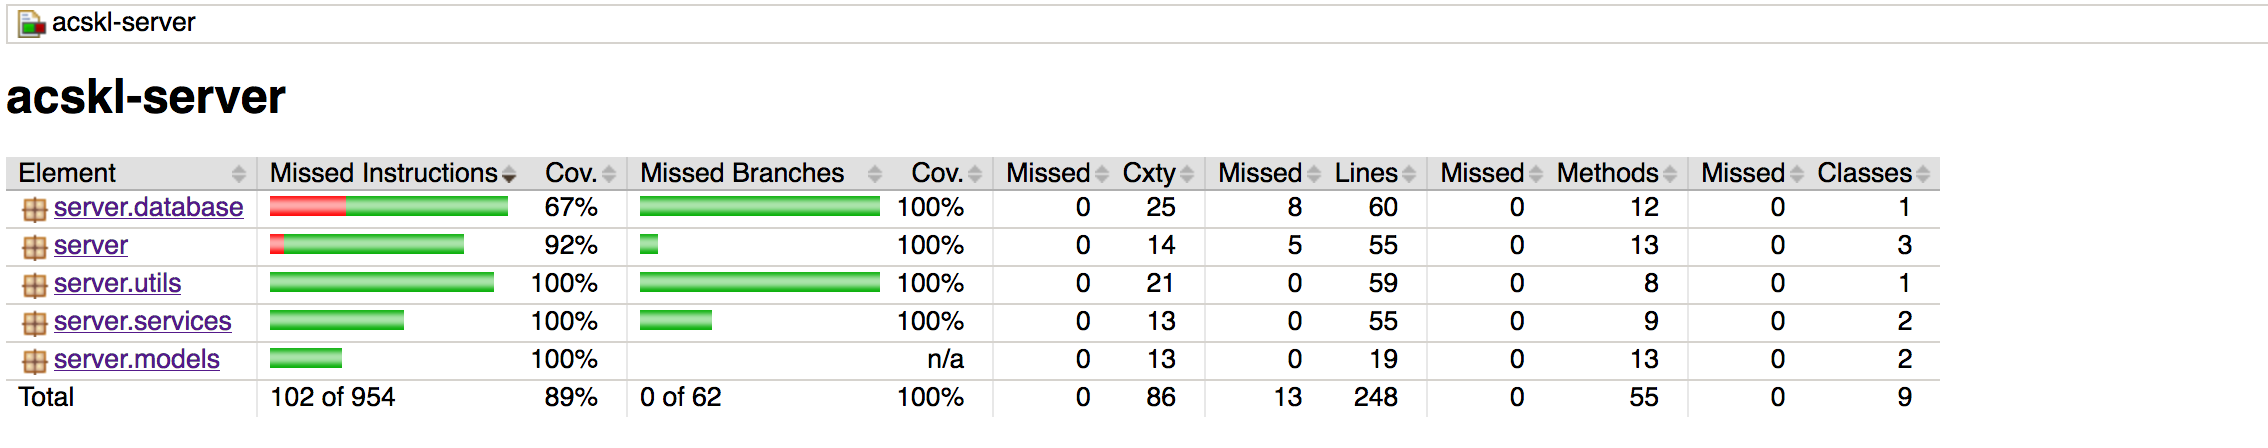 acskl-server
acskl-server
Element Missed Instructions Cov. Missed Branches Cov. Missed Cxty Missed Lines Missed Methods Missed Classes
server.database 67% 100% 0 25 8 60 0 12 0 1
server 92% 100% 0 14 5 55 0 13 0 3
server.utils 100% 100% 0 21 0 59 0 8 0 1
server.services 100% 100% 0 13 0 55 0 9 0 2
server.models 100% n/a 0 13 0 19 0 13 0 2
Total 102 of 954 89% 0 of 62 100% 0 86 13 248 0 55 0 9